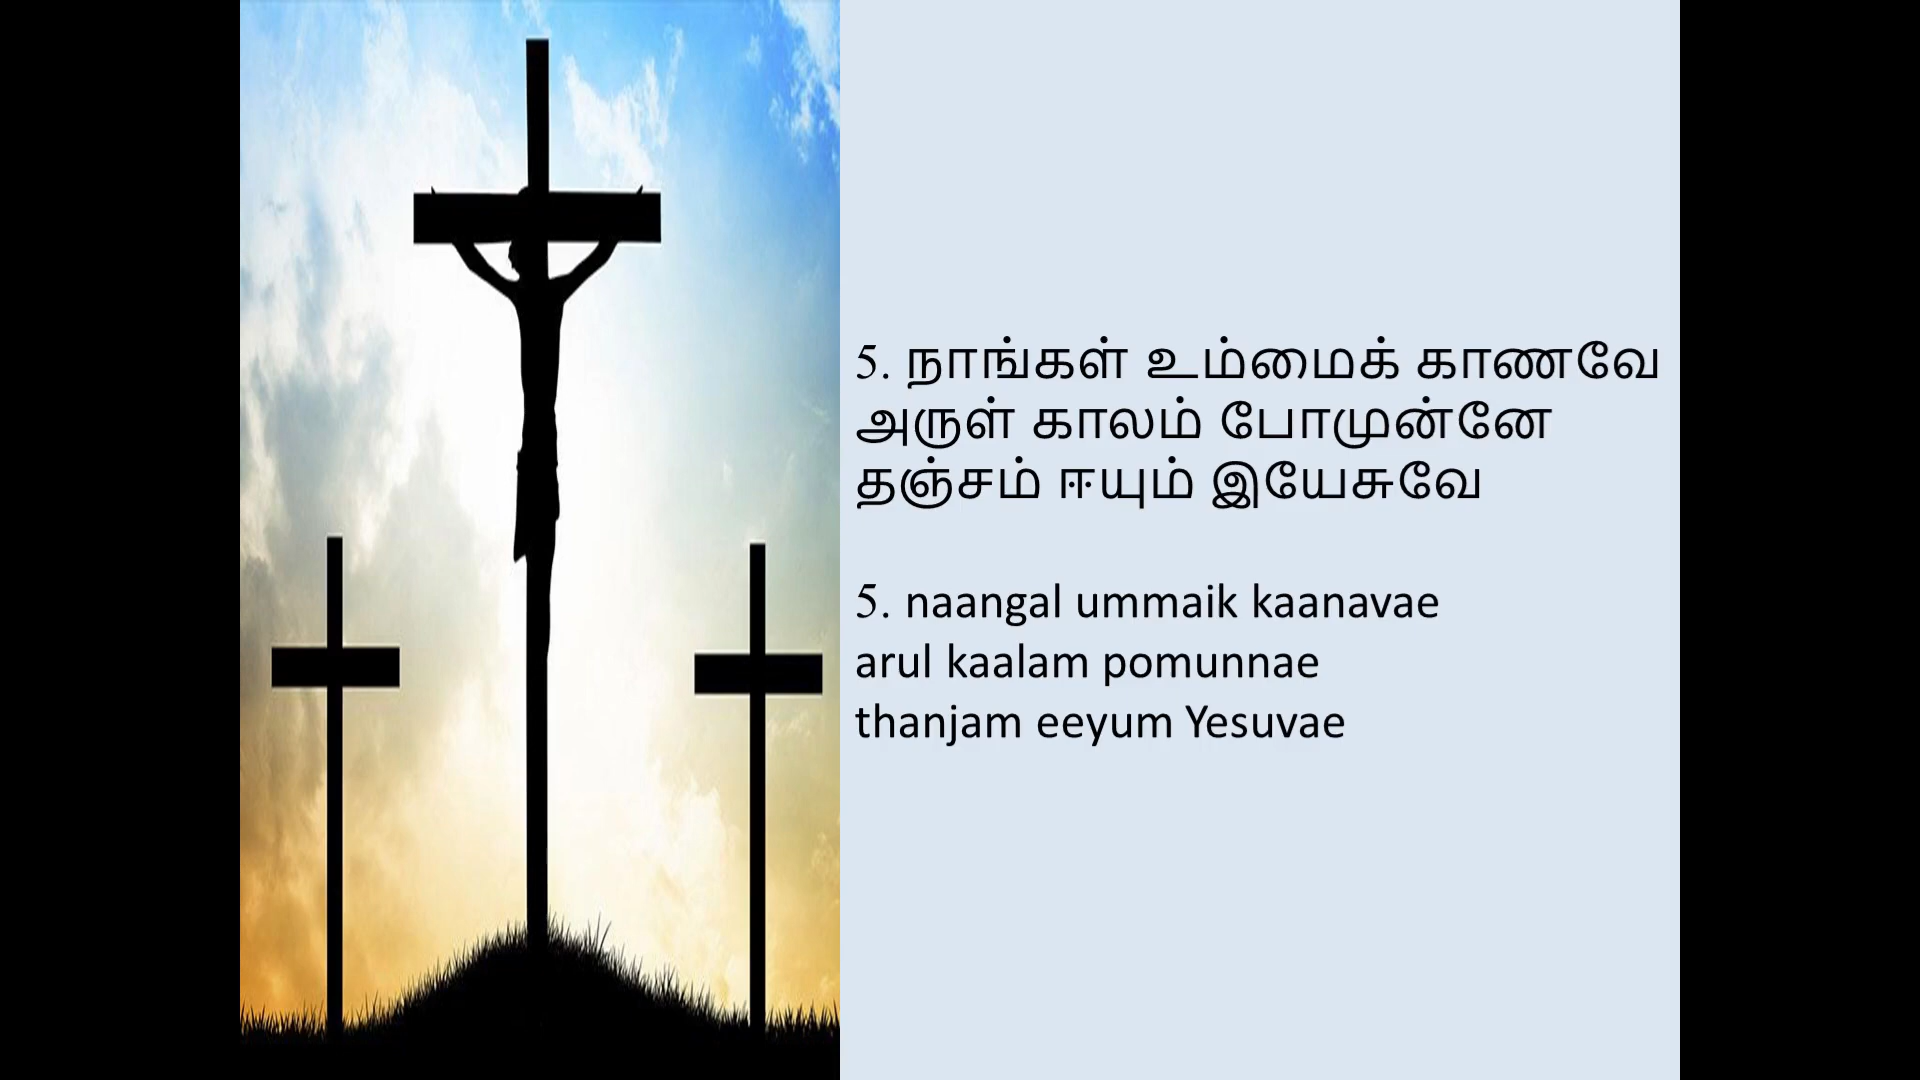 5. நாங்கள் உம்மைக் காணவே
அருள் காலம் போமுன்னே
தஞ்சம் ஈயும் இயேசுவே
5. naangal ummaik kaanavae
arul kaalam pomunnae
thanjam eeyum Yesuvae